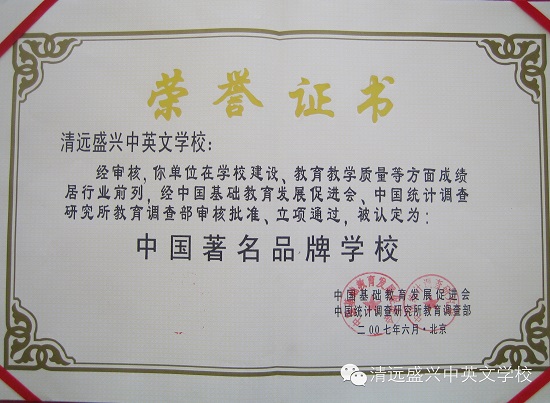 荣誉证书
清远盛兴中英文学校：
经审核，你单位在学校建设、教育教学质量等方面成绩
居行业前列，经中国基础教育发展促进会、中国统计调查
研究所教育调查部审核批准、立项通过，被认定为：
中国著名品牌学校
中国基础教育发展促进会
中国统计调查研究所教育调查部
二00七年六月·北京
清远盛兴中英文学校